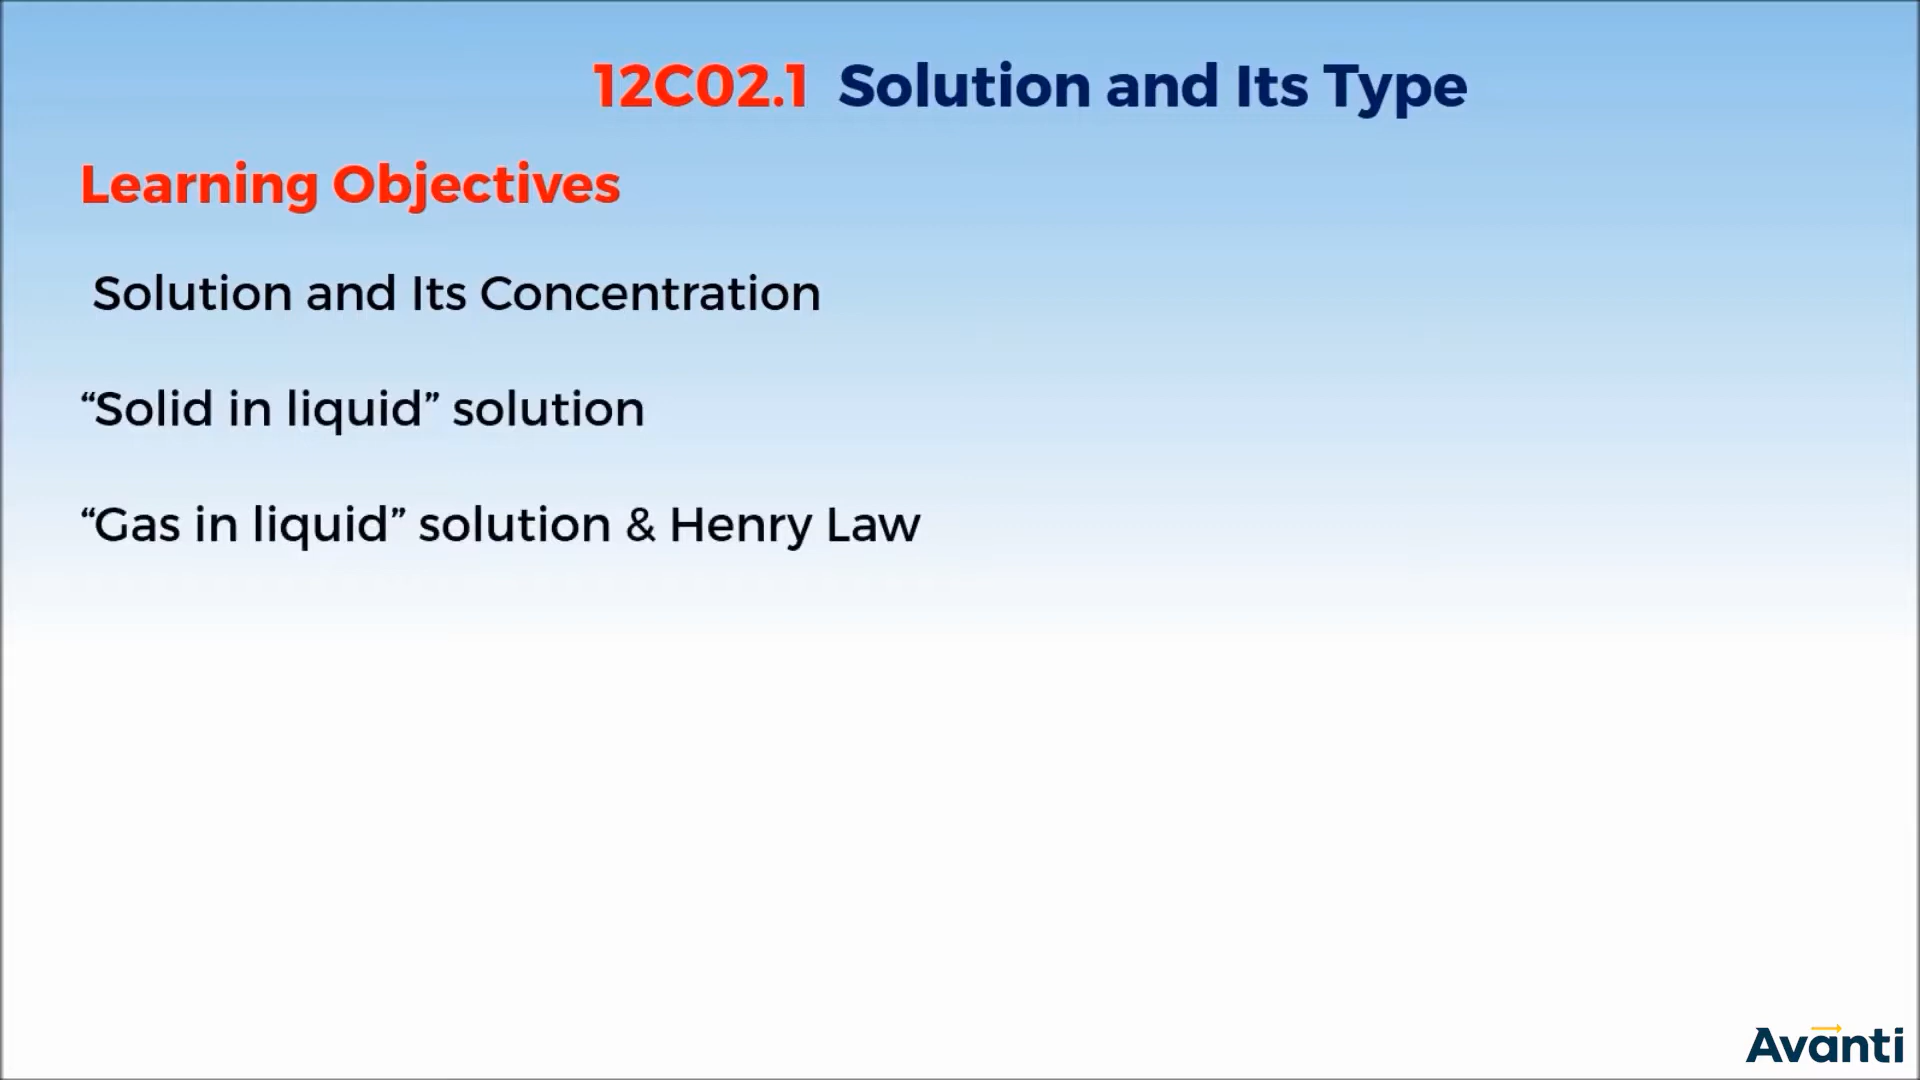 12C02.1 Solution and Its Type
Learning Objectives
Solution and Its Concentration
“Solid in liquid” solution
“Gas in liquid” solution & Henry Law
Avanti